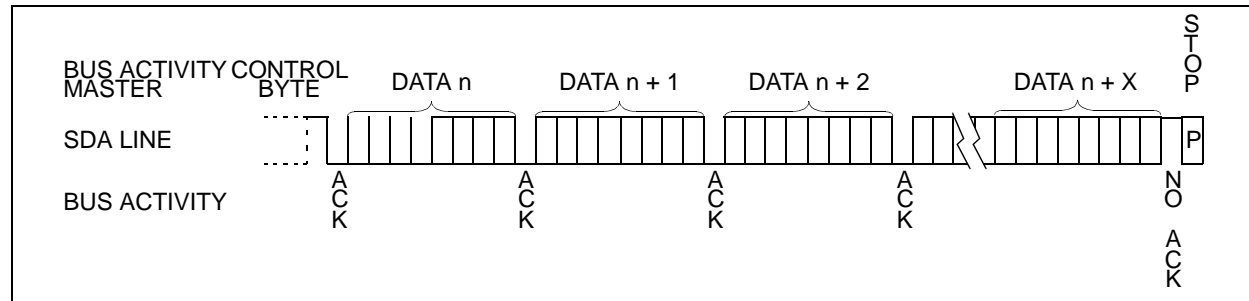 S
T
O
P
BUS ACTIVITY CONTROL
MASTER BYTE DATA n DATA n + 1 DATA n + 2 DATA n + X
SDA LINE P
BUS ACTIVITY
A
C
K
A
C
K
A
C
K
A
C
K
N
O
A
C
K